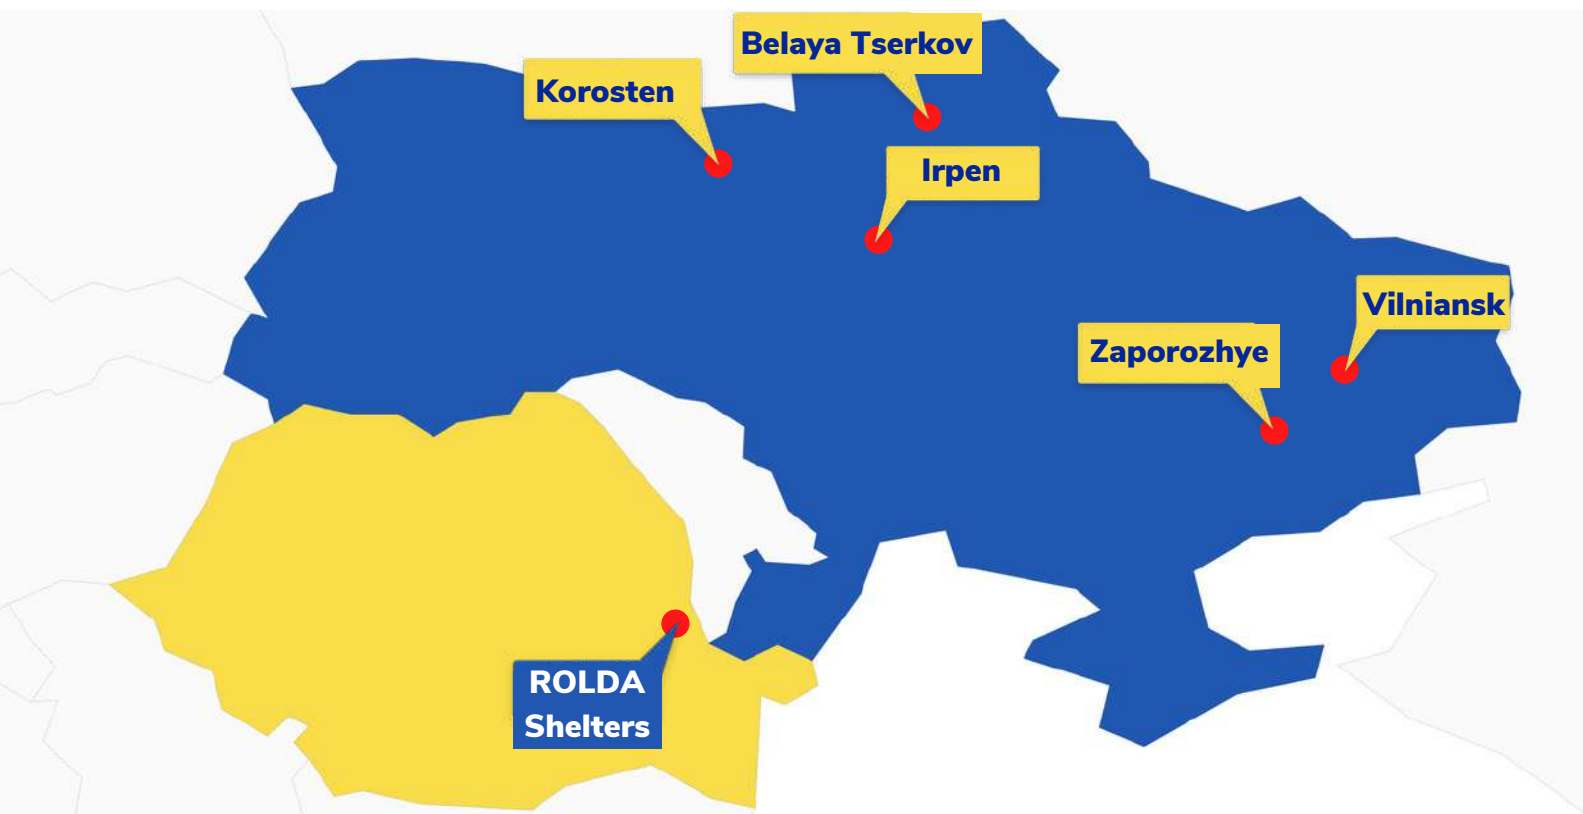 Belaya Tserkov
Korosten
Irpen
Vilniansk
Zaporozhye
ROLDA
Shelters